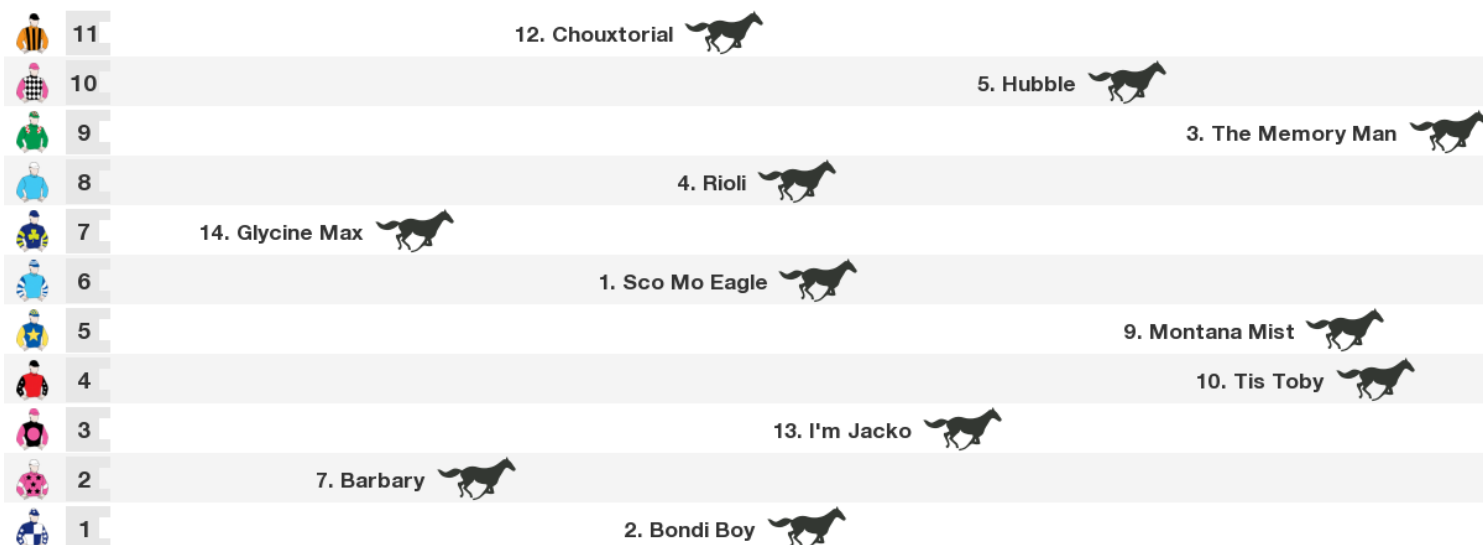 11 12. Chouxtorial
10 5. Hubble
9 3. The Memory Man
8 4. Rioli
7 14. Glycine Max
6 1. Sco Mo Eagle
5 9. Montana Mist
4 10. Tis Toby
3 13. I'm Jacko
2 7. Barbary
1 2. Bondi Boy